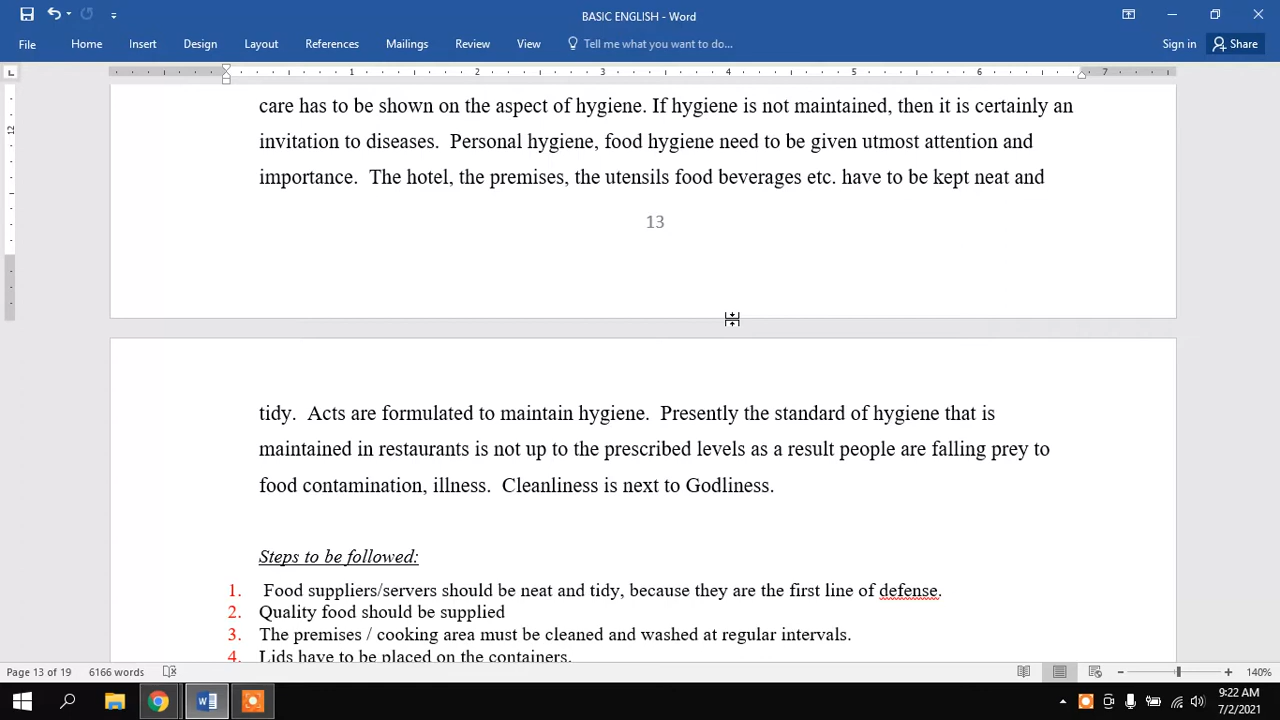 BASIC ENGLISH - Word
File Home Insert Design Layout References Mailings Review View Tell me what you want to do... Sign in Share
1 2 3 4 5 6 7
12
care has to be shown on the aspect of hygiene. If hygiene is not maintained, then it is certainly an
invitation to diseases. Personal hygiene, food hygiene need to be given utmost attention and
importance. The hotel, the premises, the utensils food beverages etc. have to be kept neat and
13
tidy. Acts are formulated to maintain hygiene. Presently the standard of hygiene that is
maintained in restaurants is not up to the prescribed levels as a result people are falling prey to
food contamination, illness. Cleanliness is next to Godliness.
Steps to be followed:
1. Food suppliers/servers should be neat and tidy, because they are the first line of defense.
2. Quality food should be supplied
3. The premises / cooking area must be cleaned and washed at regular intervals.
4. Lids have to be placed on the containers.
Page 13 of 19 6166 words 140%
9:22 AM
7/2/2021